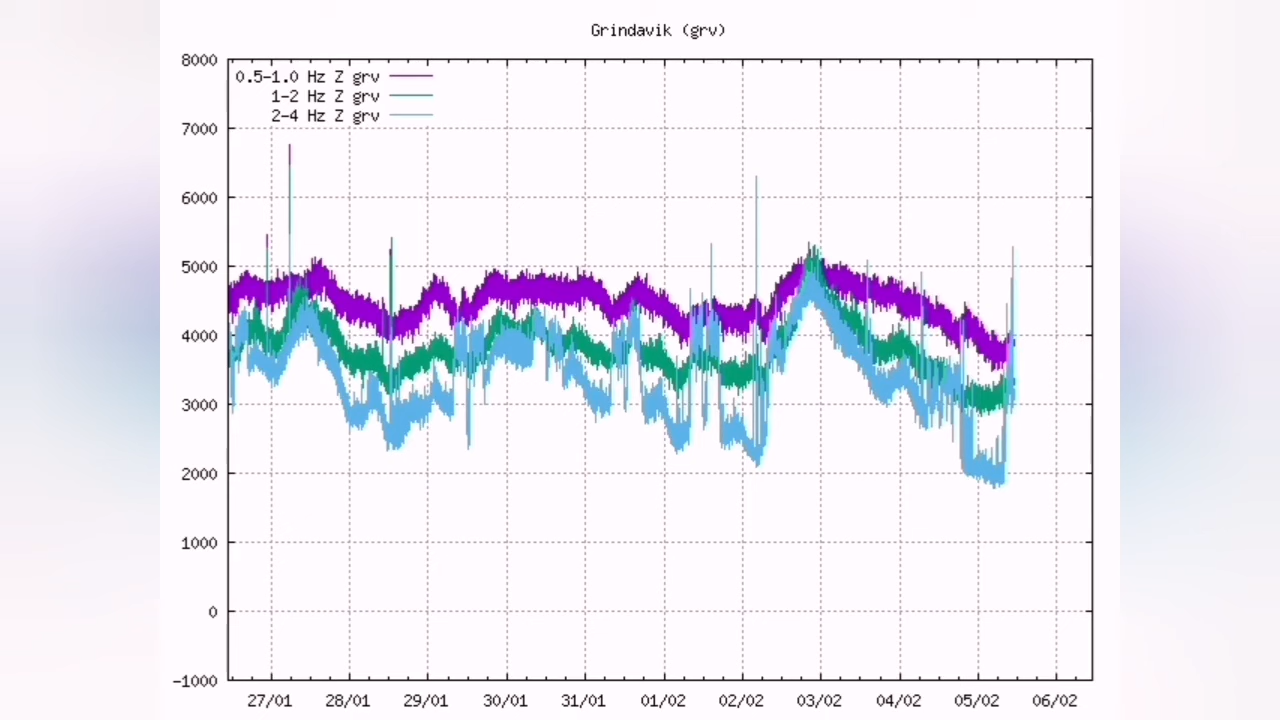 Grindavik (grv)
8000
0.5-1.0 Hz Z grv
1-2 Hz Z grv
2-4 Hz Z grv
7000
6000
5000
4000
3000
2000
1000
0
-1000
27/01 28/01 29/01 30/01 31/01 01/02 02/02 03/02 04/02 05/02 06/02